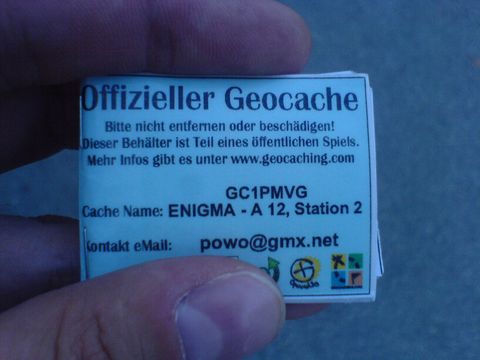 Offizieller Geocache
Bitte nicht entfernen oder beschädigen!
Dieser Behälter ist Teil eines öffentlichen Spiels.
Mehr Infos gibt es unter www.geocaching.com
GC1PMVG
Cache Name: ENIGMA - A 12, Station 2
Kontakt eMail: powo@gmx.net